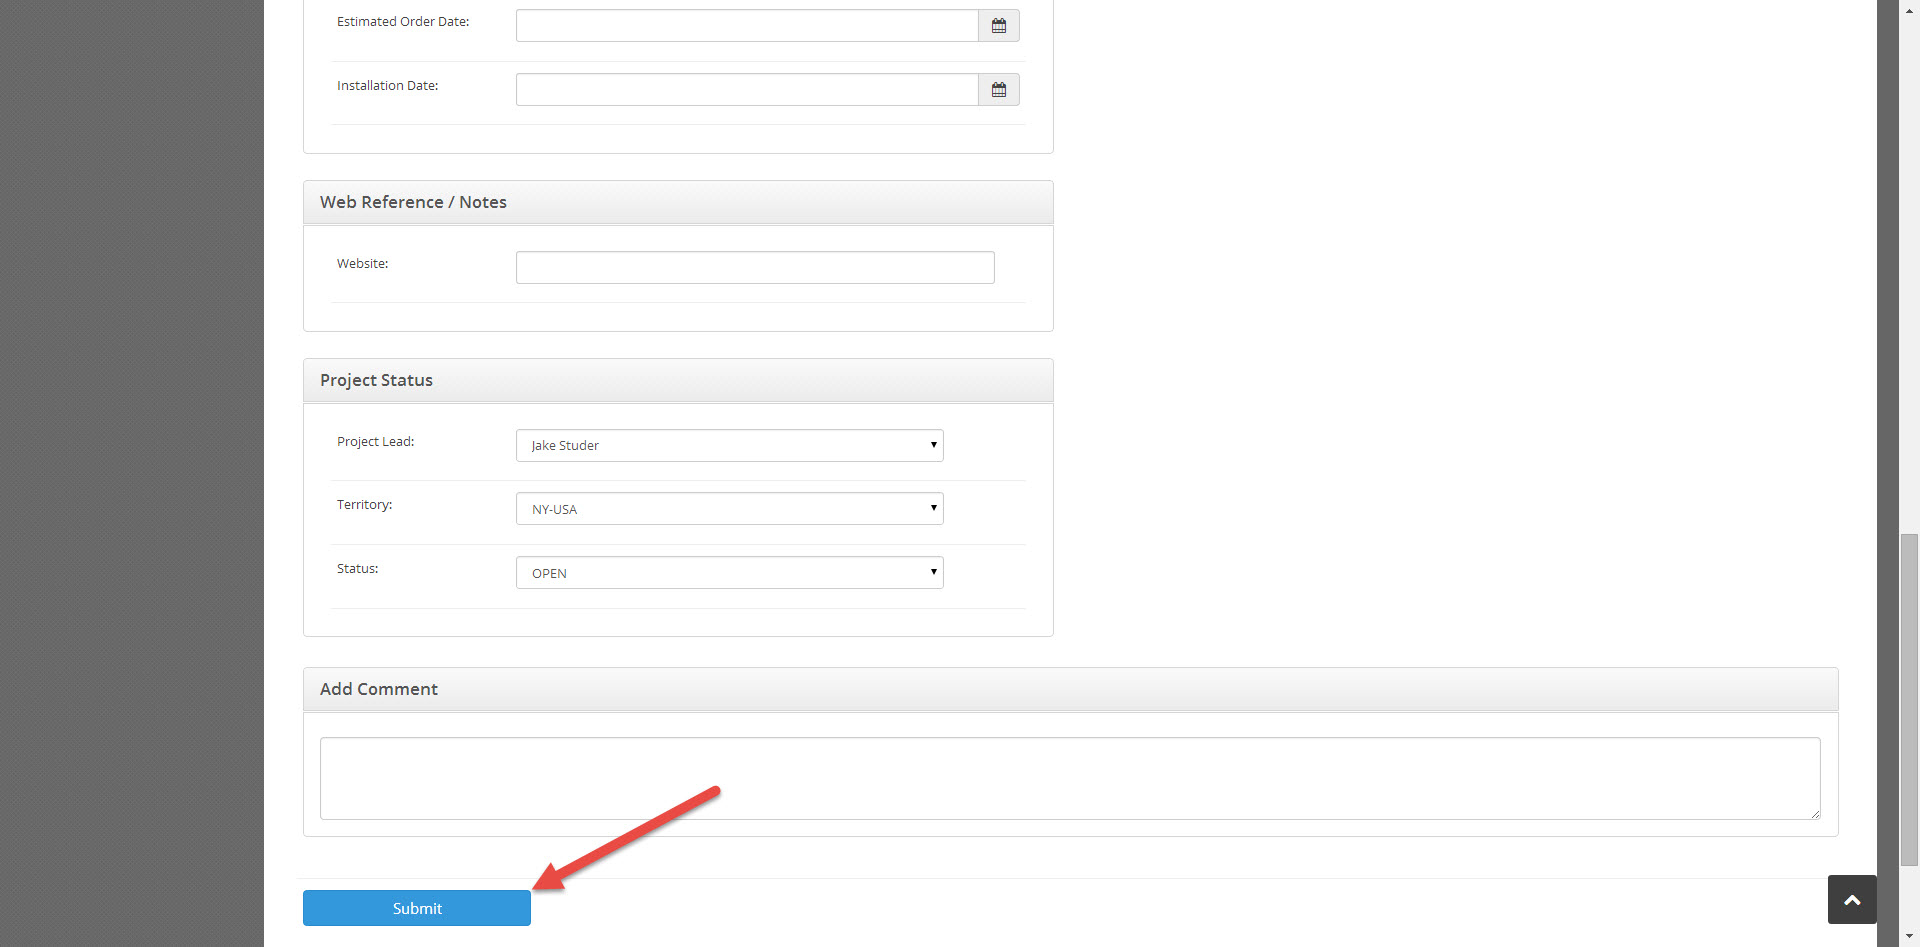 Estimated Order Date:
Installation Date:
Web Reference / Notes
Website:
Project Status
Project Lead:
Jake Studer
Territory:
NY-USA
Status:
OPEN
Add Comment
Submit